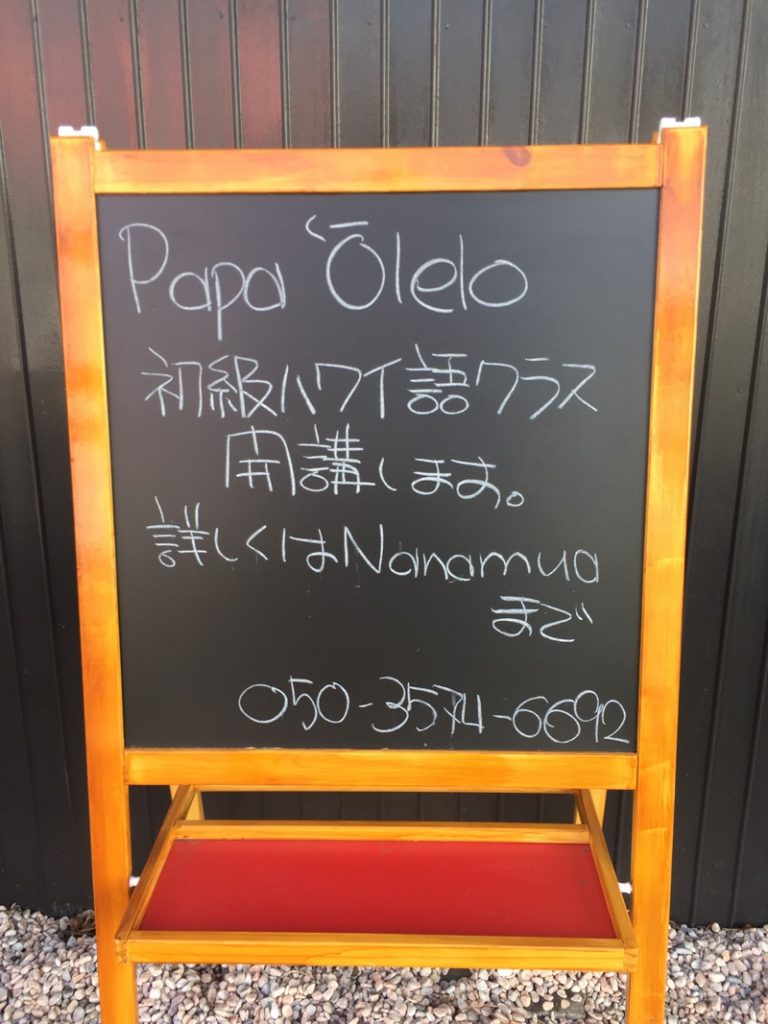 Papa ʻŌlelo
初級ハワイ語クラス
開講します。
詳しくはNanamua
まで
050-3574-6692